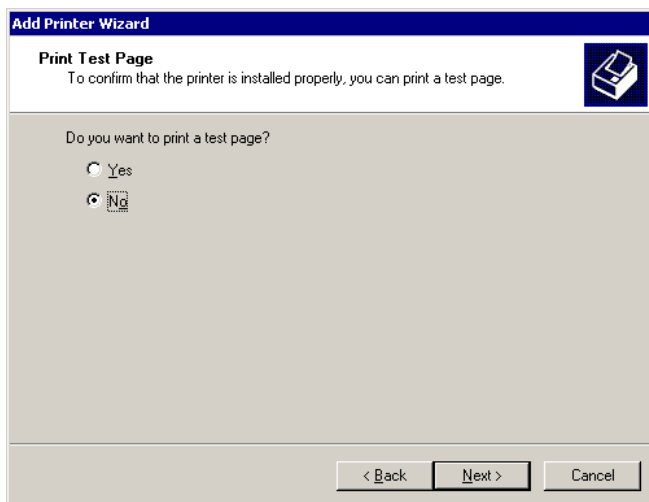 Add Printer Wizard
Print Test Page
To confirm that the printer is installed properly, you can print a test page.
Do you want to print a test page?
Yes
No
< Back
Next >
Cancel